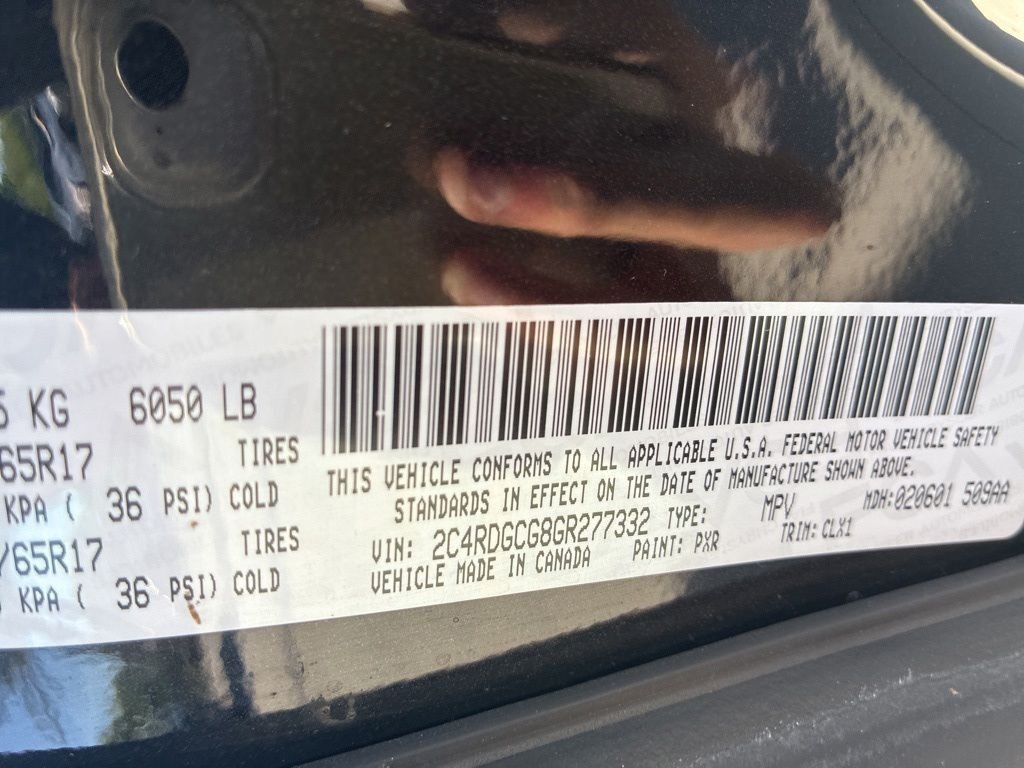 KG 6050 LB
65R17 TIRES
KPA ( 36 PSI) COLD
/65R17 TIRES
KPA ( 36 PSI) COLD
THIS VEHICLE CONFORMS TO ALL APPLICABLE U.S.A. FEDERAL MOTOR VEHICLE SAFETY
STANDARDS IN EFFECT ON THE DATE OF MANUFACTURE SHOWN ABOVE.
VIN: 2C4RDGCG8GR277332 TYPE: MPV MDH:020601 509AA
VEHICLE MADE IN CANADA PAINT: PXR TRIM: CLX1